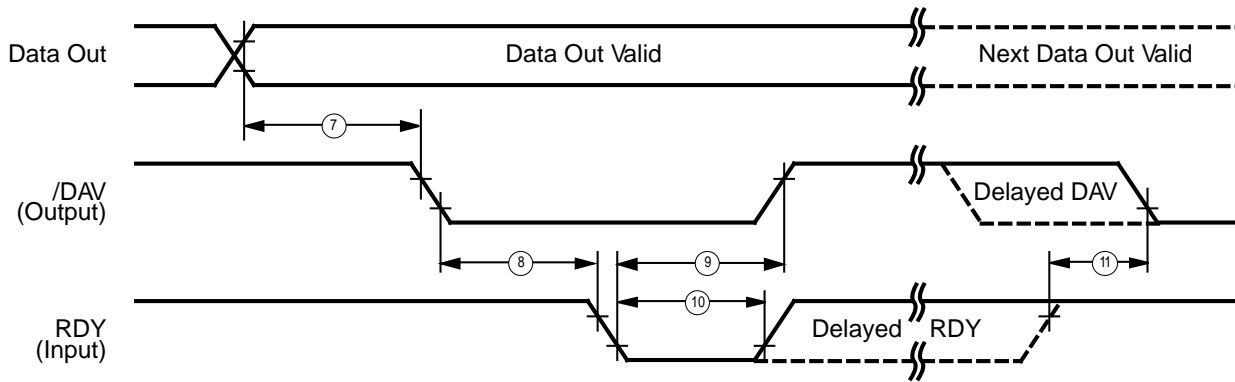 Data Out
Data Out Valid
Next Data Out Valid
7
/DAV
(Output)
Delayed DAV
8
9
11
10
RDY
(Input)
Delayed RDY